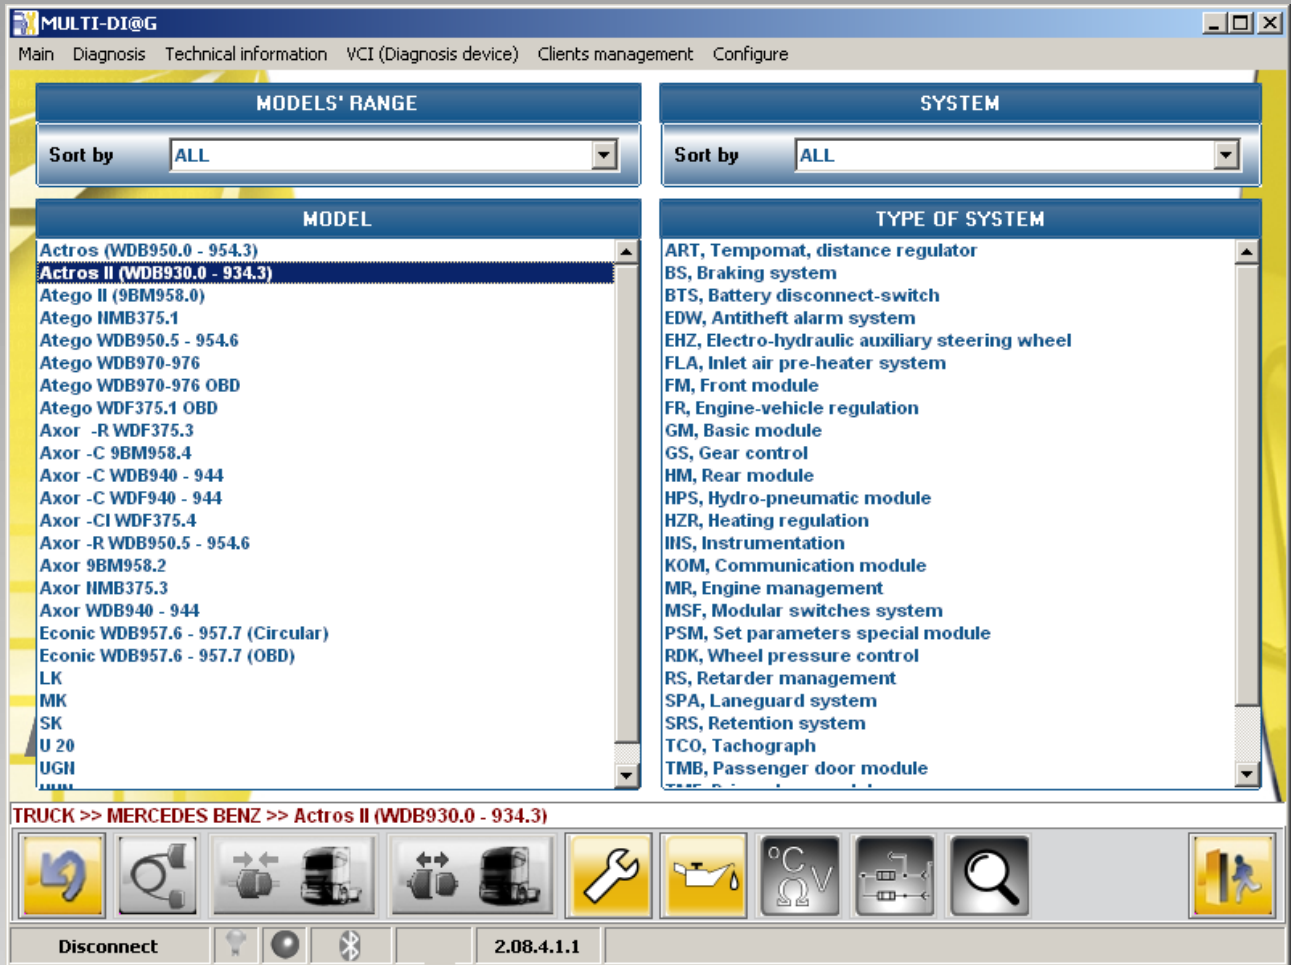 MULTI-DI@G
Main Diagnosis Technical information VCI (Diagnosis device) Clients management Configure
MODELS' RANGE
Sort by ALL
SYSTEM
Sort by ALL
MODEL
Actros (WDB950.0 - 954.3)
Actros II (WDB930.0 - 934.3)
Atego II (9BM958.0)
Atego NMB375.1
Atego WDB950.5 - 954.6
Atego WDB970-976
Atego WDB970-976 OBD
Atego WDF375.1 OBD
Axor -R WDF375.3
Axor -C 9BM958.4
Axor -C WDB940 - 944
Axor -C WDF940 - 944
Axor -CI WDF375.4
Axor -R WDB950.5 - 954.6
Axor 9BM958.2
Axor NMB375.3
Axor WDB940 - 944
Econic WDB957.6 - 957.7 (Circular)
Econic WDB957.6 - 957.7 (OBD)
LK
MK
SK
U 20
UGN
TYPE OF SYSTEM
ART, Tempomat, distance regulator
BS, Braking system
BTS, Battery disconnect-switch
EDW, Antitheft alarm system
EHZ, Electro-hydraulic auxiliary steering wheel
FLA, Inlet air pre-heater system
FM, Front module
FR, Engine-vehicle regulation
GM, Basic module
GS, Gear control
HM, Rear module
HPS, Hydro-pneumatic module
HZR, Heating regulation
INS, Instrumentation
KOM, Communication module
MR, Engine management
MSF, Modular switches system
PSM, Set parameters special module
RDK, Wheel pressure control
RS, Retarder management
SPA, Laneguard system
SRS, Retention system
TCO, Tachograph
TMB, Passenger door module
TRUCK >> MERCEDES BENZ >> Actros II (WDB930.0 - 934.3)
°C
Ω V
Disconnect 2.08.4.1.1